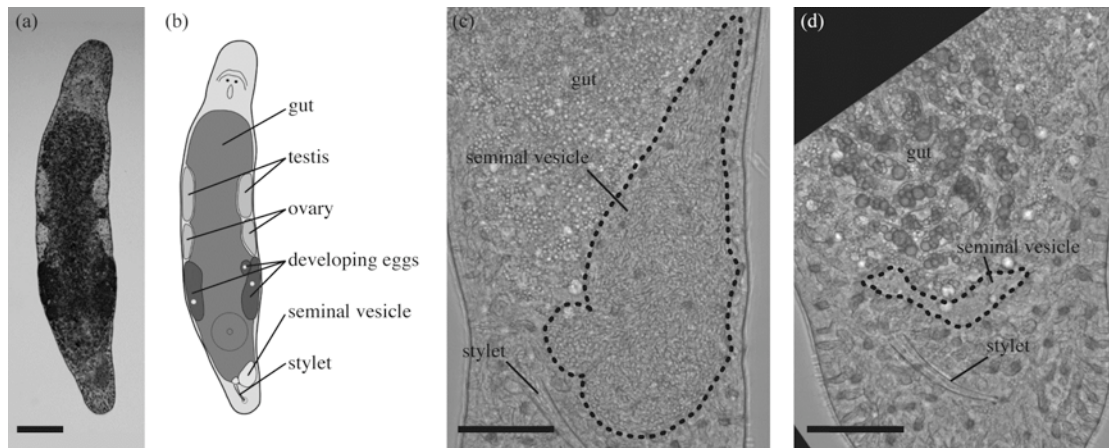 (a)
(b)
gut
testis
ovary
developing eggs
seminal vesicle
stylet
(c)
gut
seminal vesicle
stylet
(d)
gut
seminal vesicle
stylet